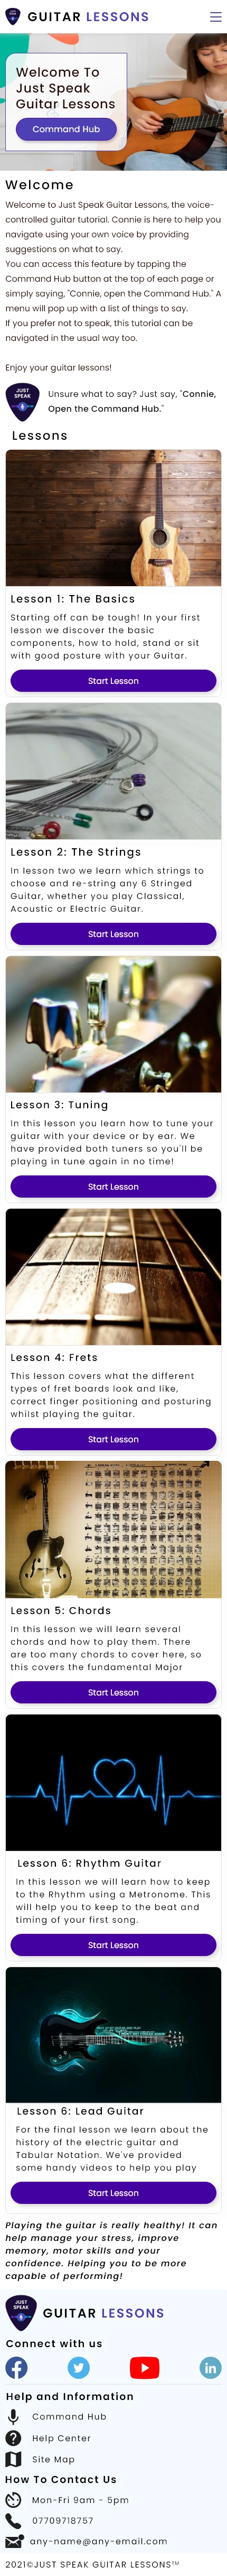 GUITAR LESSONS
Welcome To
Just Speak
Guitar Lessons
Command Hub
Welcome
Welcome to Just Speak Guitar Lessons, the voice-
controlled guitar tutorial. Connie is here to help you
navigate using your own voice by providing
suggestions on what to say.
You can access this feature by tapping the
Command Hub button at the top of each page or
simply saying, "Connie, open the Command Hub." A
menu will pop up with a list of things to say.
If you prefer not to speak, this tutorial can be
navigated in the usual way too.
Enjoy your guitar lessons!
JUST
SPEAK
Unsure what to say? Just say, "Connie,
Open the Command Hub."
Lessons
Lesson 1: The Basics
Starting off can be tough! In your first
lesson we discover the basic
components, how to hold, stand or sit
with good posture with your Guitar.
Start Lesson
Lesson 2: The Strings
In lesson two we learn which strings to
choose and re-string any 6 Stringed
Guitar, whether you play Classical,
Acoustic or Electric Guitar.
Start Lesson
Lesson 3: Tuning
In this lesson you learn how to tune your
guitar with your device or by ear. We
have provided both tuners so you'll be
playing in tune again in no time!
Start Lesson
Lesson 4: Frets
This lesson covers what the different
types of fret boards look and like,
correct finger positioning and posturing
whilst playing the guitar.
Start Lesson
Lesson 5: Chords
In this lesson we will learn several
chords and how to play them. There
are too many chords to cover here, so
this covers the fundamental Major
Start Lesson
Lesson 6: Rhythm Guitar
In this lesson we will learn how to keep
to the Rhythm using a Metronome. This
will help you to keep to the beat and
timing of your first song.
Start Lesson
Lesson 6: Lead Guitar
For the final lesson we learn about the
history of the electric guitar and
Tabular Notation. We've provided
some handy videos to help you play
Start Lesson
Playing the guitar is really healthy! It can
help manage your stress, improve
memory, motor skills and your
confidence. Helping you to be more
capable of performing!
JUST
SPEAK
GUITAR LESSONS
Connect with us
Help and Information
Command Hub
Help Center
Site Map
How To Contact Us
Mon-Fri 9am - 5pm
07709718757
any-name@any-email.com
2021©JUST SPEAK GUITAR LESSONS™